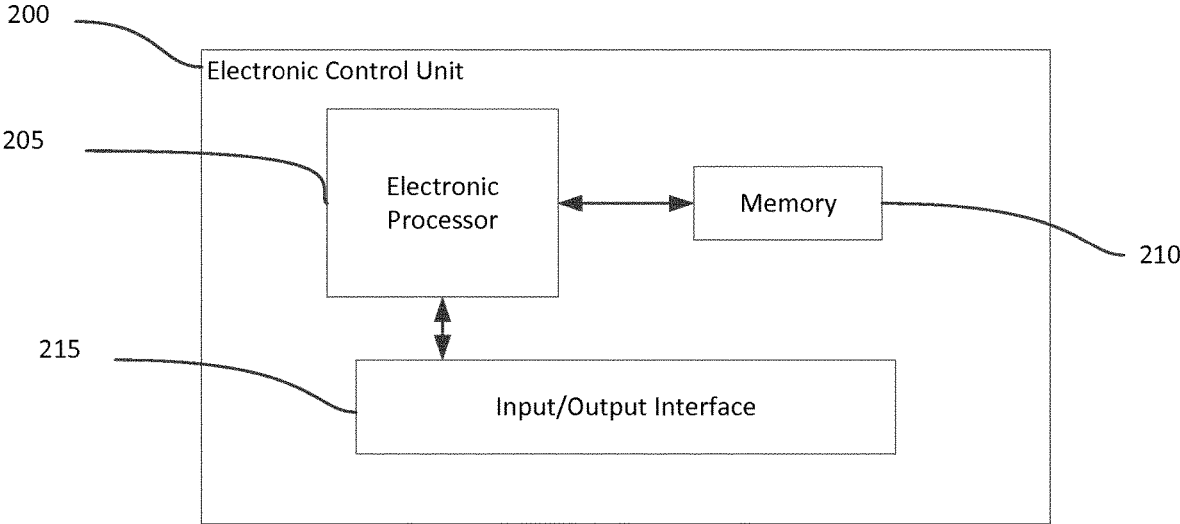 200
Electronic Control Unit
205
Electronic
Processor
Memory
210
215
Input/Output Interface